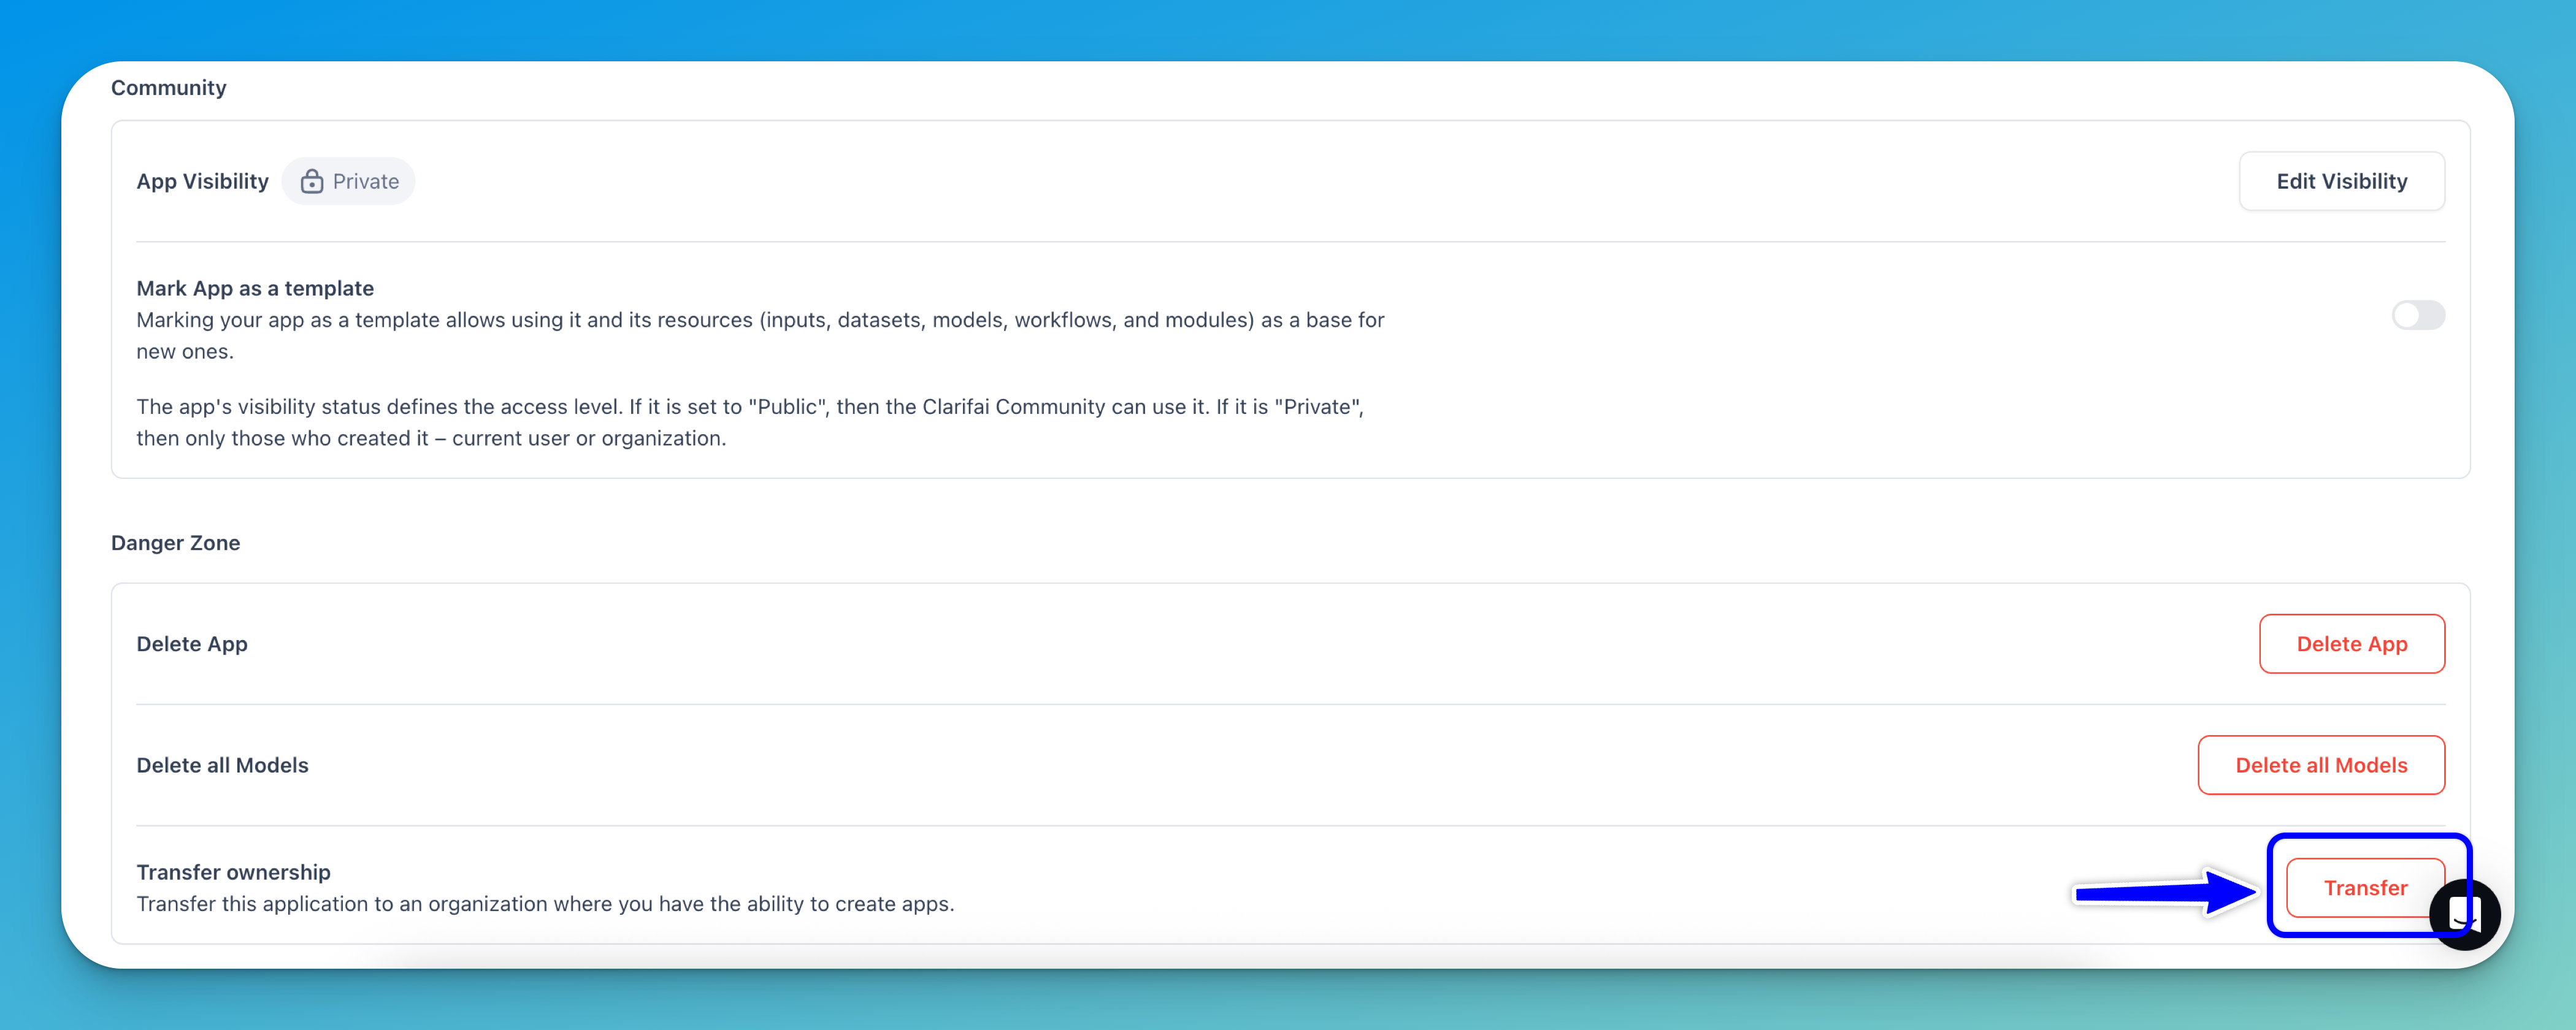 Community
App Visibility Private Edit Visibility
Mark App as a template
Marking your app as a template allows using it and its resources (inputs, datasets, models, workflows, and modules) as a base for
new ones.
The app's visibility status defines the access level. If it is set to "Public", then the Clarifai Community can use it. If it is "Private",
then only those who created it – current user or organization.
Danger Zone
Delete App Delete App
Delete all Models Delete all Models
Transfer ownership
Transfer this application to an organization where you have the ability to create apps.
Transfer